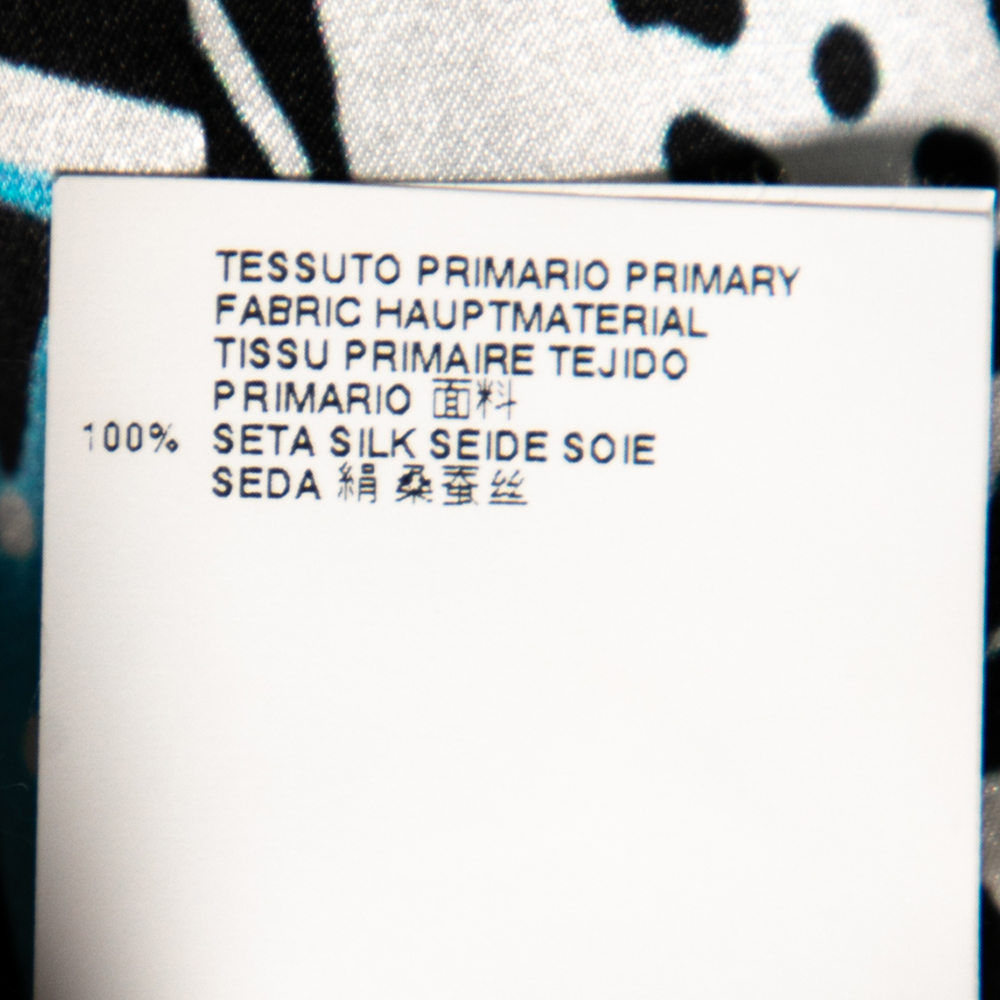 TESSUTO PRIMARIO PRIMARY
FABRIC HAUPTMATERIAL
TISSU PRIMAIRE TEJIDO
PRIMARIO 面料
100% SETA SILK SEIDE SOIE
SEDA 絹 桑蚕丝